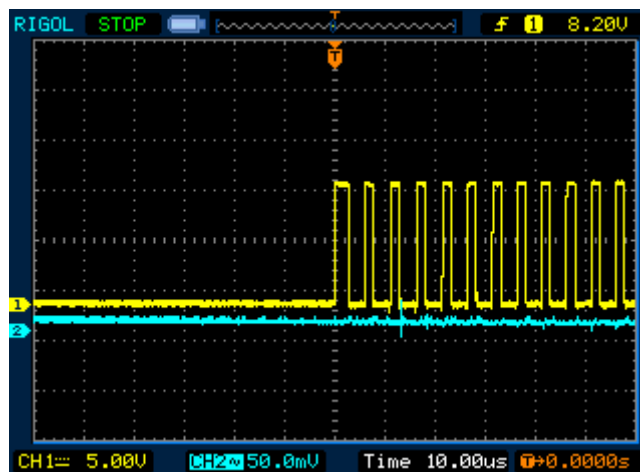 RIGOL STOP T 1 8.20V
T
1
2
CH1 5.00V CH2 50.0mV Time 10.00us T→0.0000s